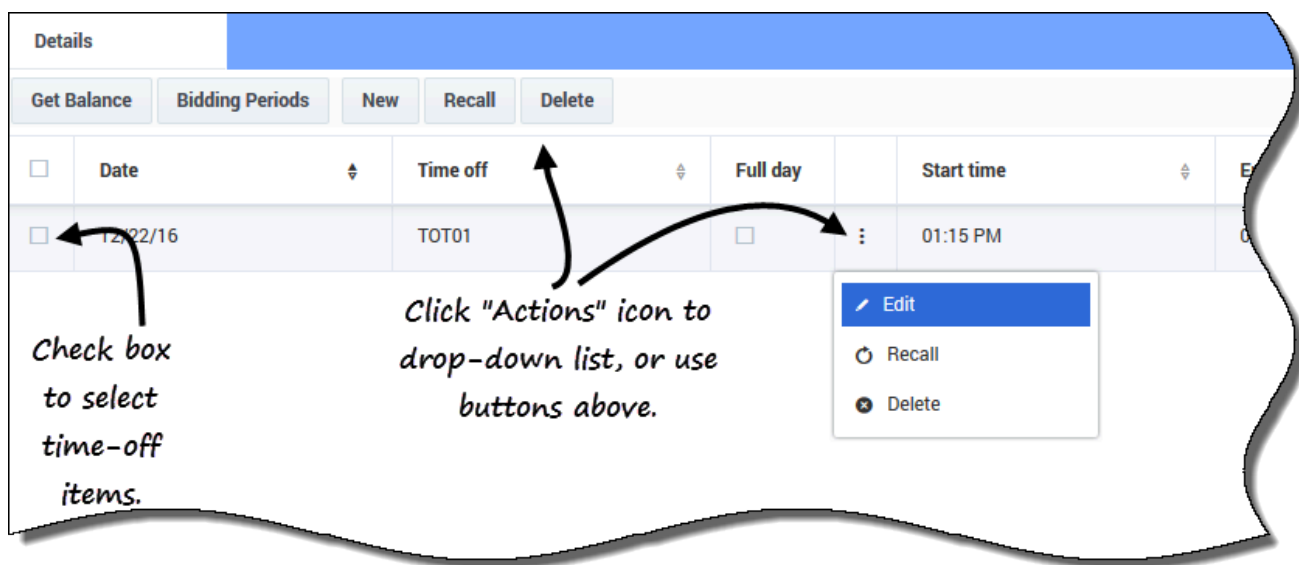 Details
Get Balance Bidding Periods New Recall Delete
Date Time off Full day Start time
12/22/16 TOT01 01:15 PM
Edit
Recall
Delete
Check box
to select
time-off
items.
Click "Actions" icon to
drop-down list, or use
buttons above.